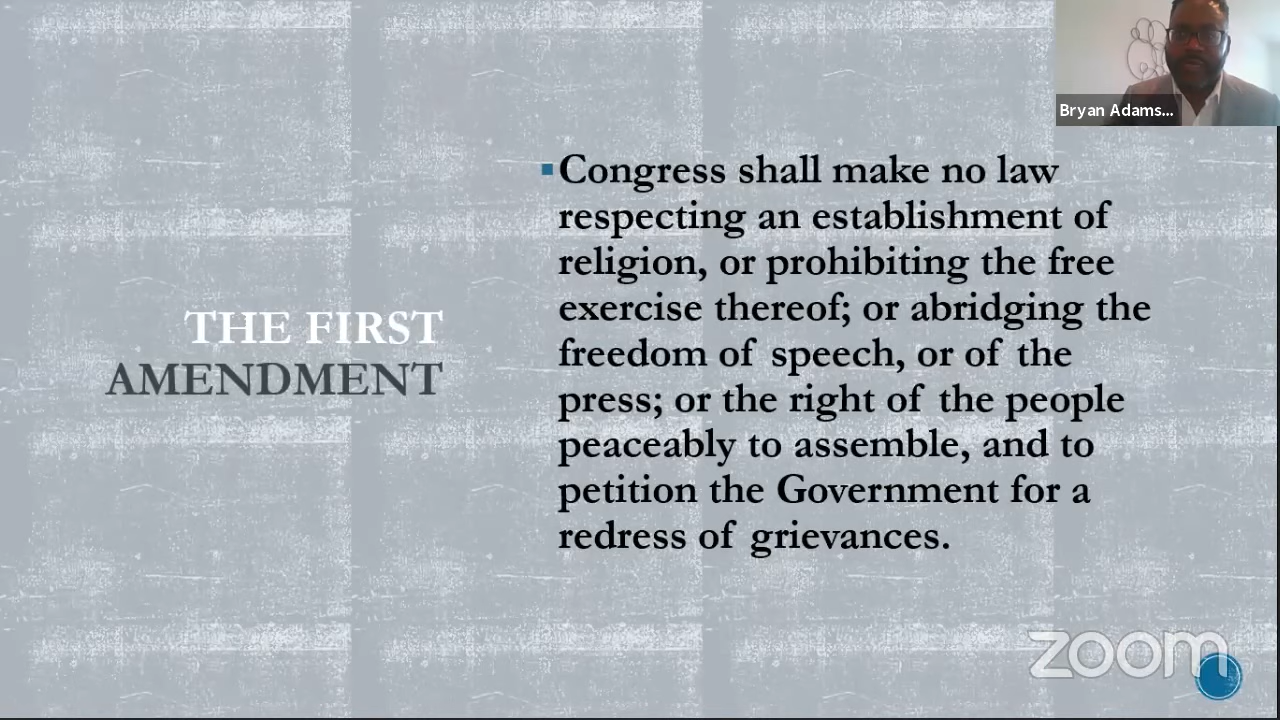 Bryan Adams...
Congress shall make no law
respecting an establishment of
religion, or prohibiting the free
exercise thereof; or abridging the
freedom of speech, or of the
press; or the right of the people
peaceably to assemble, and to
petition the Government for a
redress of grievances.
THE FIRST
AMENDMENT
zoom